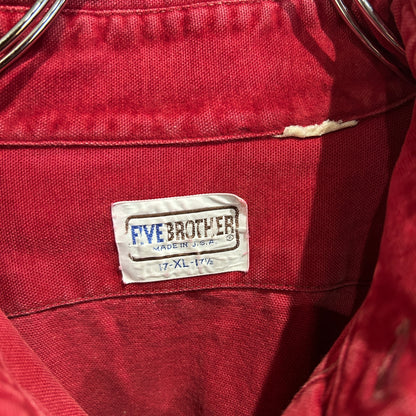 FIVE BROTHER ®
MADE IN U.S.A.
17-XL-17½